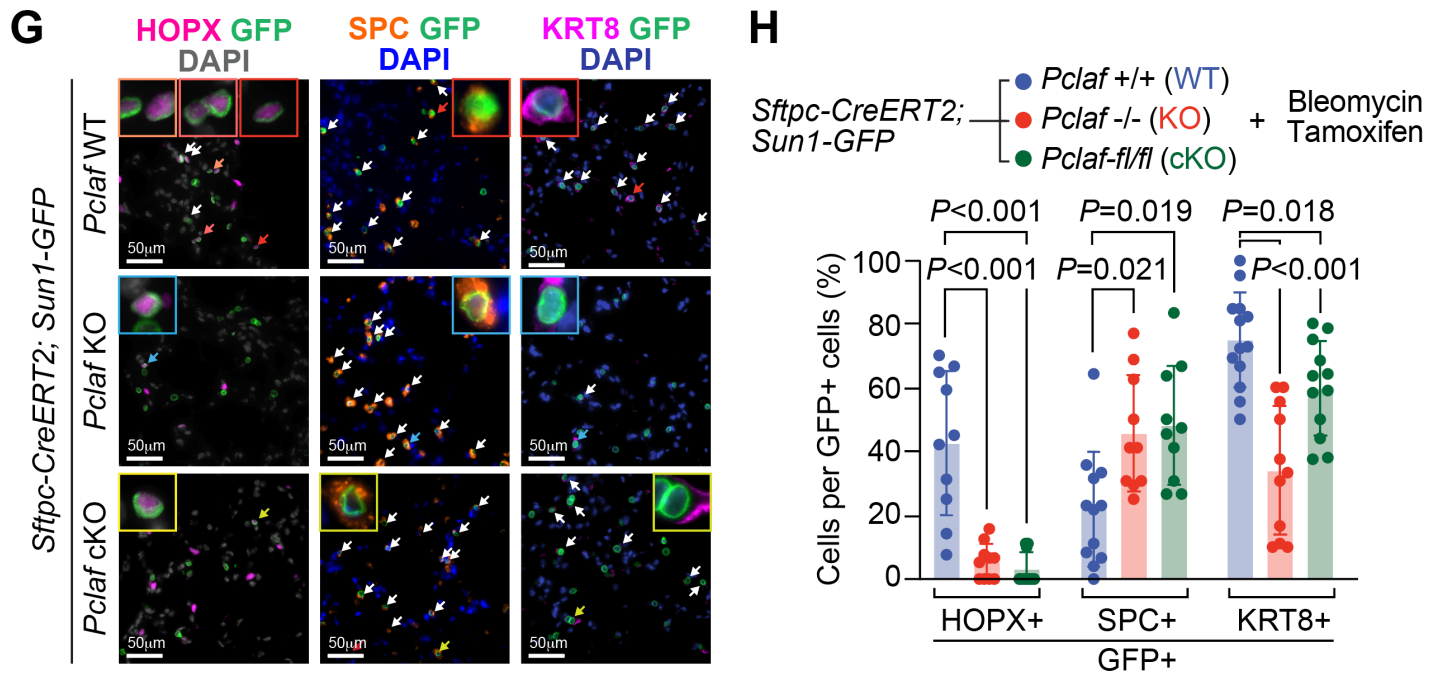 G
HOPX GFP
DAPI
SPC GFP
DAPI
KRT8 GFP
DAPI
Sftpc-CreERT2; Sun1-GFP
Pclaf WT
50μm
50μm
50μm
Pclaf KO
50μm
50μm
50μm
Pclaf cKO
50μm
50μm
50μm
H
Sftpc-CreERT2;
Sun1-GFP
Pclaf +/+ (WT)
Pclaf -/- (KO)
Pclaf-fl/fl (cKO)
+
Bleomycin
Tamoxifen
P<0.001
P=0.019
P=0.018
P<0.001
P=0.021
P<0.001
Cells per GFP+ cells (%)
100
80
60
40
20
0
HOPX+
SPC+
KRT8+
GFP+